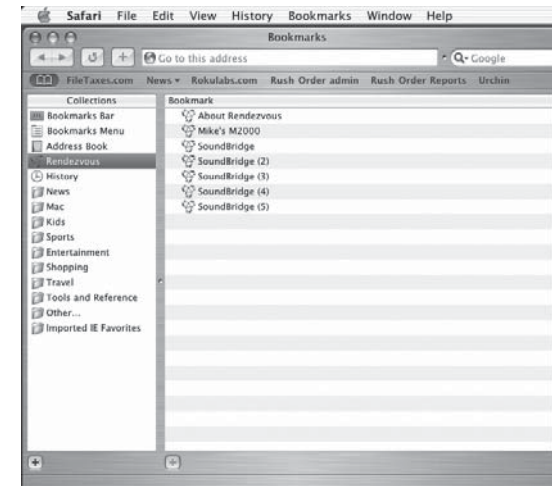 Safari File Edit View History Bookmarks Window Help
Bookmarks
Go to this address
Q- Google
FileTaxes.com News Rokulabs.com Rush Order admin Rush Order Reports Urchin
Collections
Bookmarks Bar
Bookmarks Menu
Address Book
Rendezvous
History
News
Mac
Kids
Sports
Entertainment
Shopping
Travel
Tools and Reference
Other...
Imported IE Favorites
Bookmark
About Rendezvous
Mike's M2000
SoundBridge
SoundBridge (2)
SoundBridge (3)
SoundBridge (4)
SoundBridge (5)